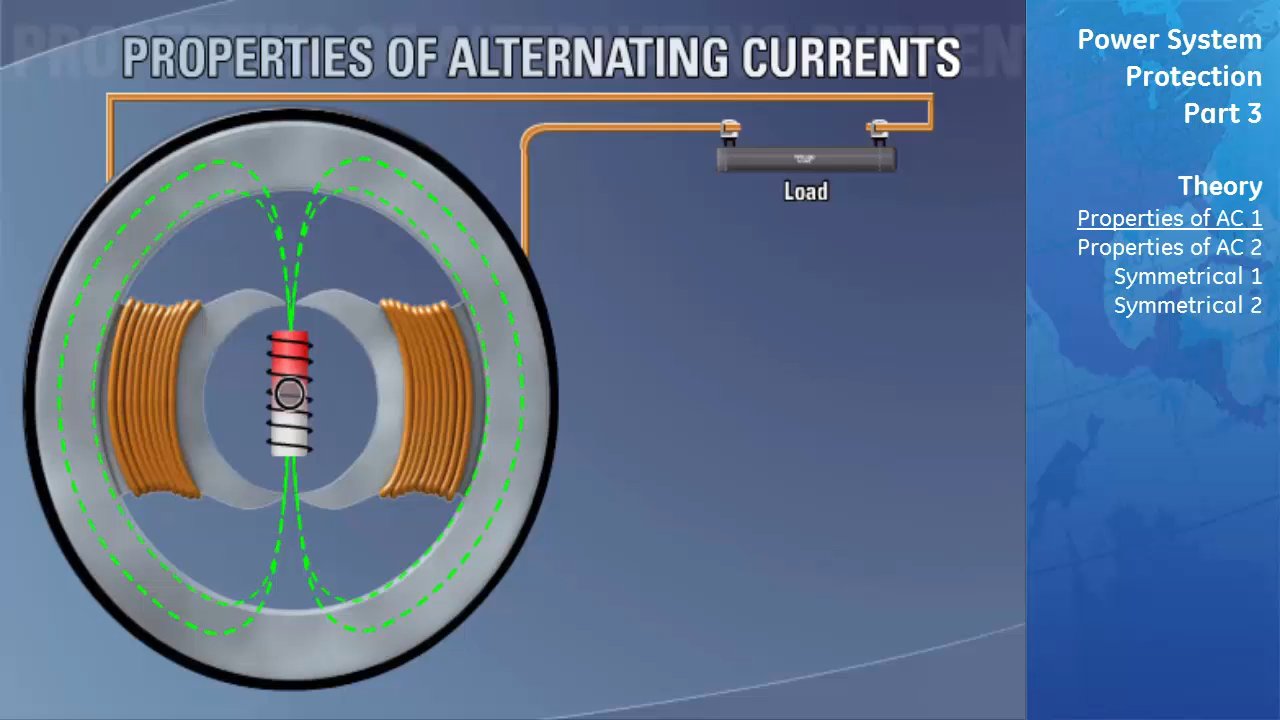 PROPERTIES OF ALTERNATING CURRENTS
Load
Power System
Protection
Part 3
Theory
Properties of AC 1
Properties of AC 2
Symmetrical 1
Symmetrical 2